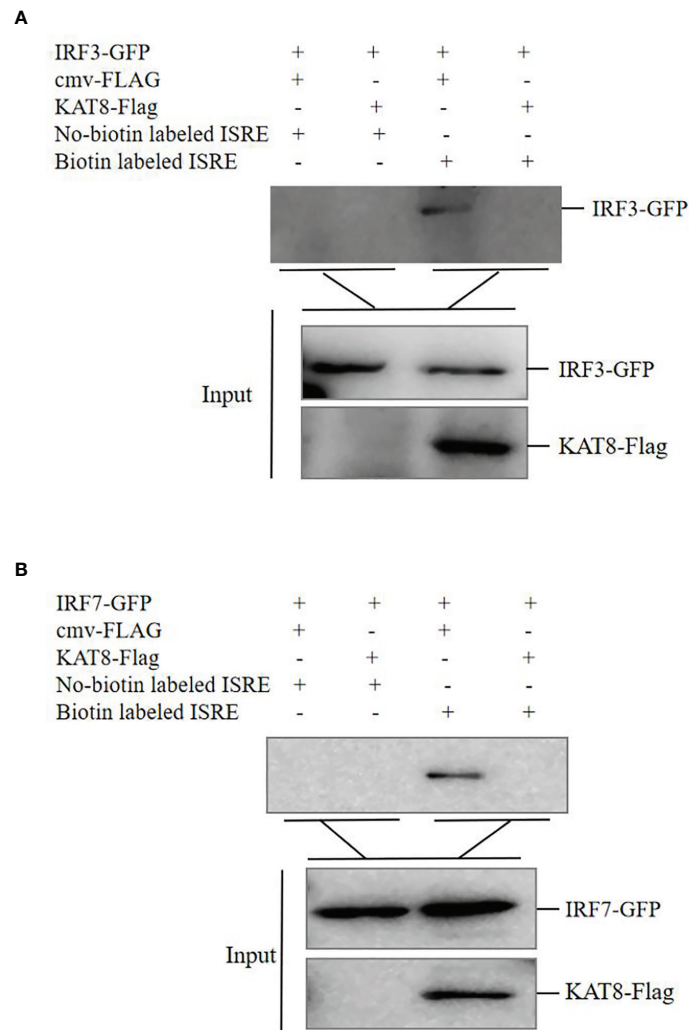 A
IRF3-GFP + + + +
cmv-FLAG + - + -
KAT8-Flag - + - +
No-biotin labeled ISRE + + - -
Biotin labeled ISRE - - + +
IRF3-GFP
IRF3-GFP
Input
KAT8-Flag
B
IRF7-GFP + + + +
cmv-FLAG + - + -
KAT8-Flag - + - +
No-biotin labeled ISRE + + - -
Biotin labeled ISRE - - + +
IRF7-GFP
Input
KAT8-Flag